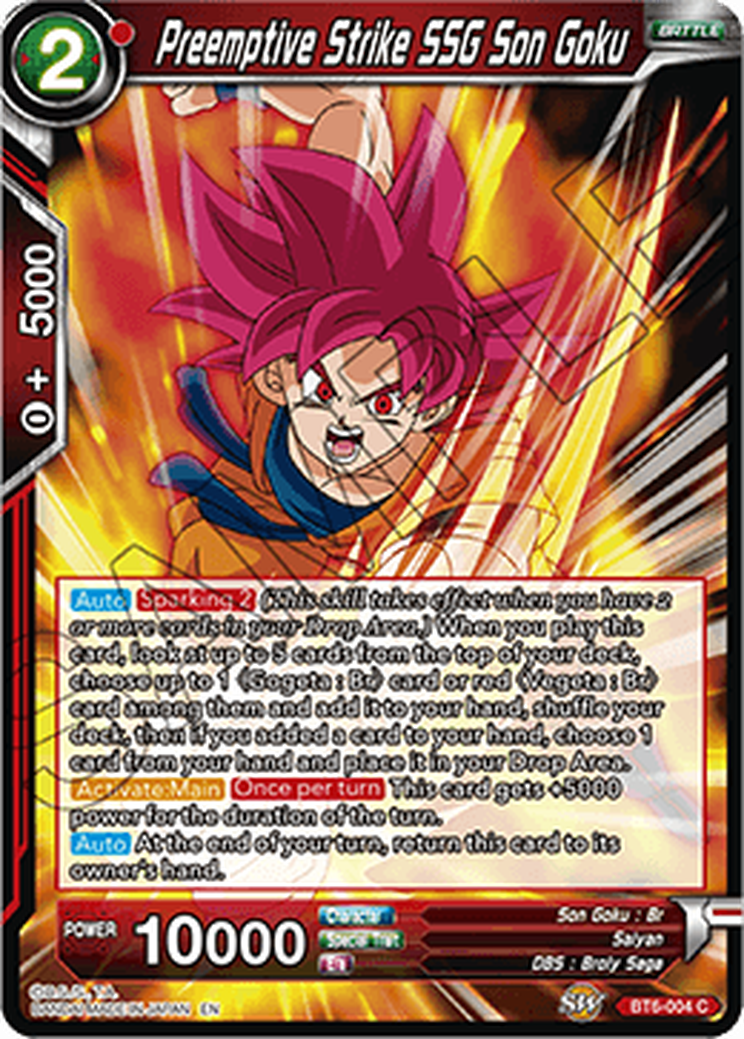 2
Preemptive Strike SSG Son Goku
BATTLE
0 + 5000
Auto Sparking 2 (This skill takes effect when you have 2
or more cards in your Drop Area.) When you play this
card, look at up to 5 cards from the top of your deck,
choose up to 1 《Gogeta : Br》 card or red 《Vegeta : Br》
card among them and add it to your hand, shuffle your
deck, then if you added a card to your hand, choose 1
card from your hand and place it in your Drop Area.
Activate:Main Once per turn This card gets +5000
power for the duration of the turn.
Auto At the end of your turn, return this card to its
owner's hand.
SAMPLE
POWER 10000
Character Son Goku : Br
Special Trait Saiyan
Era DBS : Broly Saga
BANDAI MADE IN JAPAN EN
SW BT6-004 C